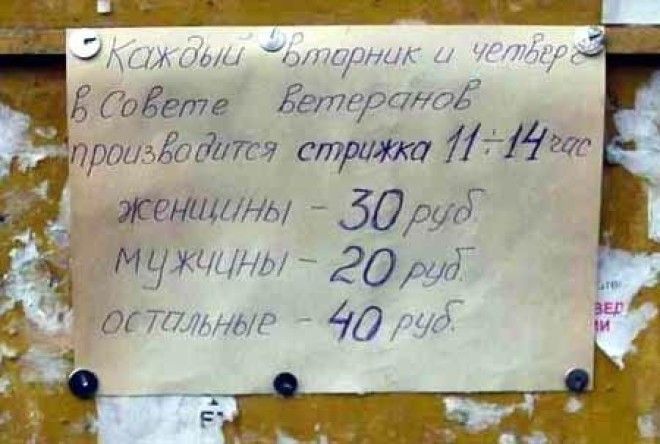 Каждый вторник и четверг
в Совете ветеранов
производится стрижка 11÷14 час
женщины - 30 руб.
мужчины - 20 руб.
остальные - 40 руб.